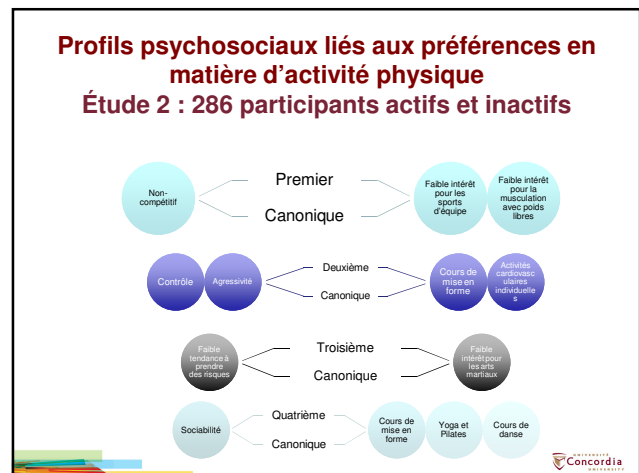 Profils psychosociaux liés aux préférences en
matière d'activité physique
Étude 2 : 286 participants actifs et inactifs
Non-
compétitif
Premier
Canonique
Faible intérêt
pour les
sports
d'équipe
Faible intérêt
pour la
musculation
avec poids
libres
Contrôle
Agressivité
Deuxième
Canonique
Cours de
mise en
forme
Activités
cardiovasc
ulaires
individuelle
s
Faible
tendance à
prendre
des risques
Troisième
Canonique
Faible
intérêt pour
les arts
martiaux
Sociabilité
Quatrième
Canonique
Cours de
mise en
forme
Yoga et
Pilates
Cours de
danse
UNIVERSITÉ
Concordia
UNIVERSITY